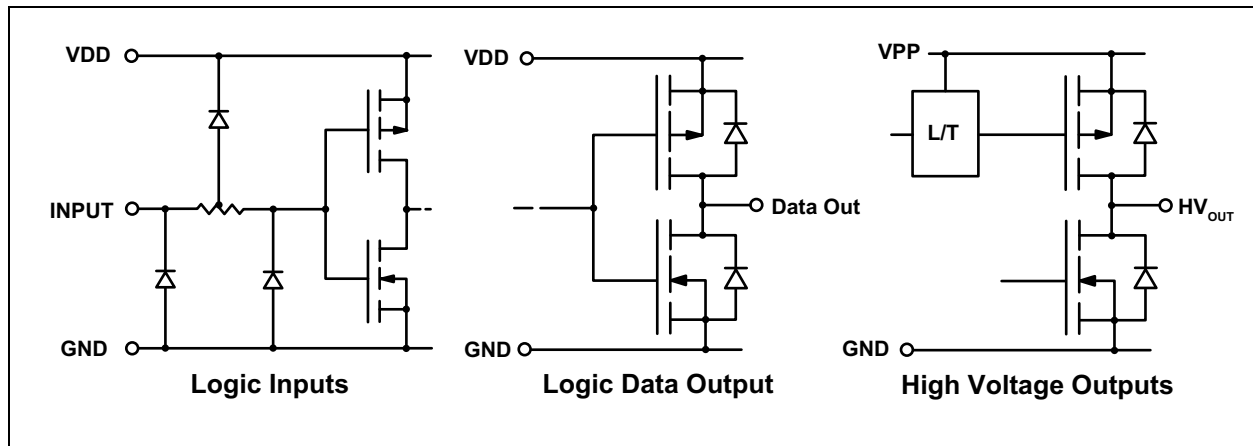 VDD
INPUT
GND
Logic Inputs
VDD
Data Out
GND
Logic Data Output
VPP
L/T
HVOUT
GND
High Voltage Outputs